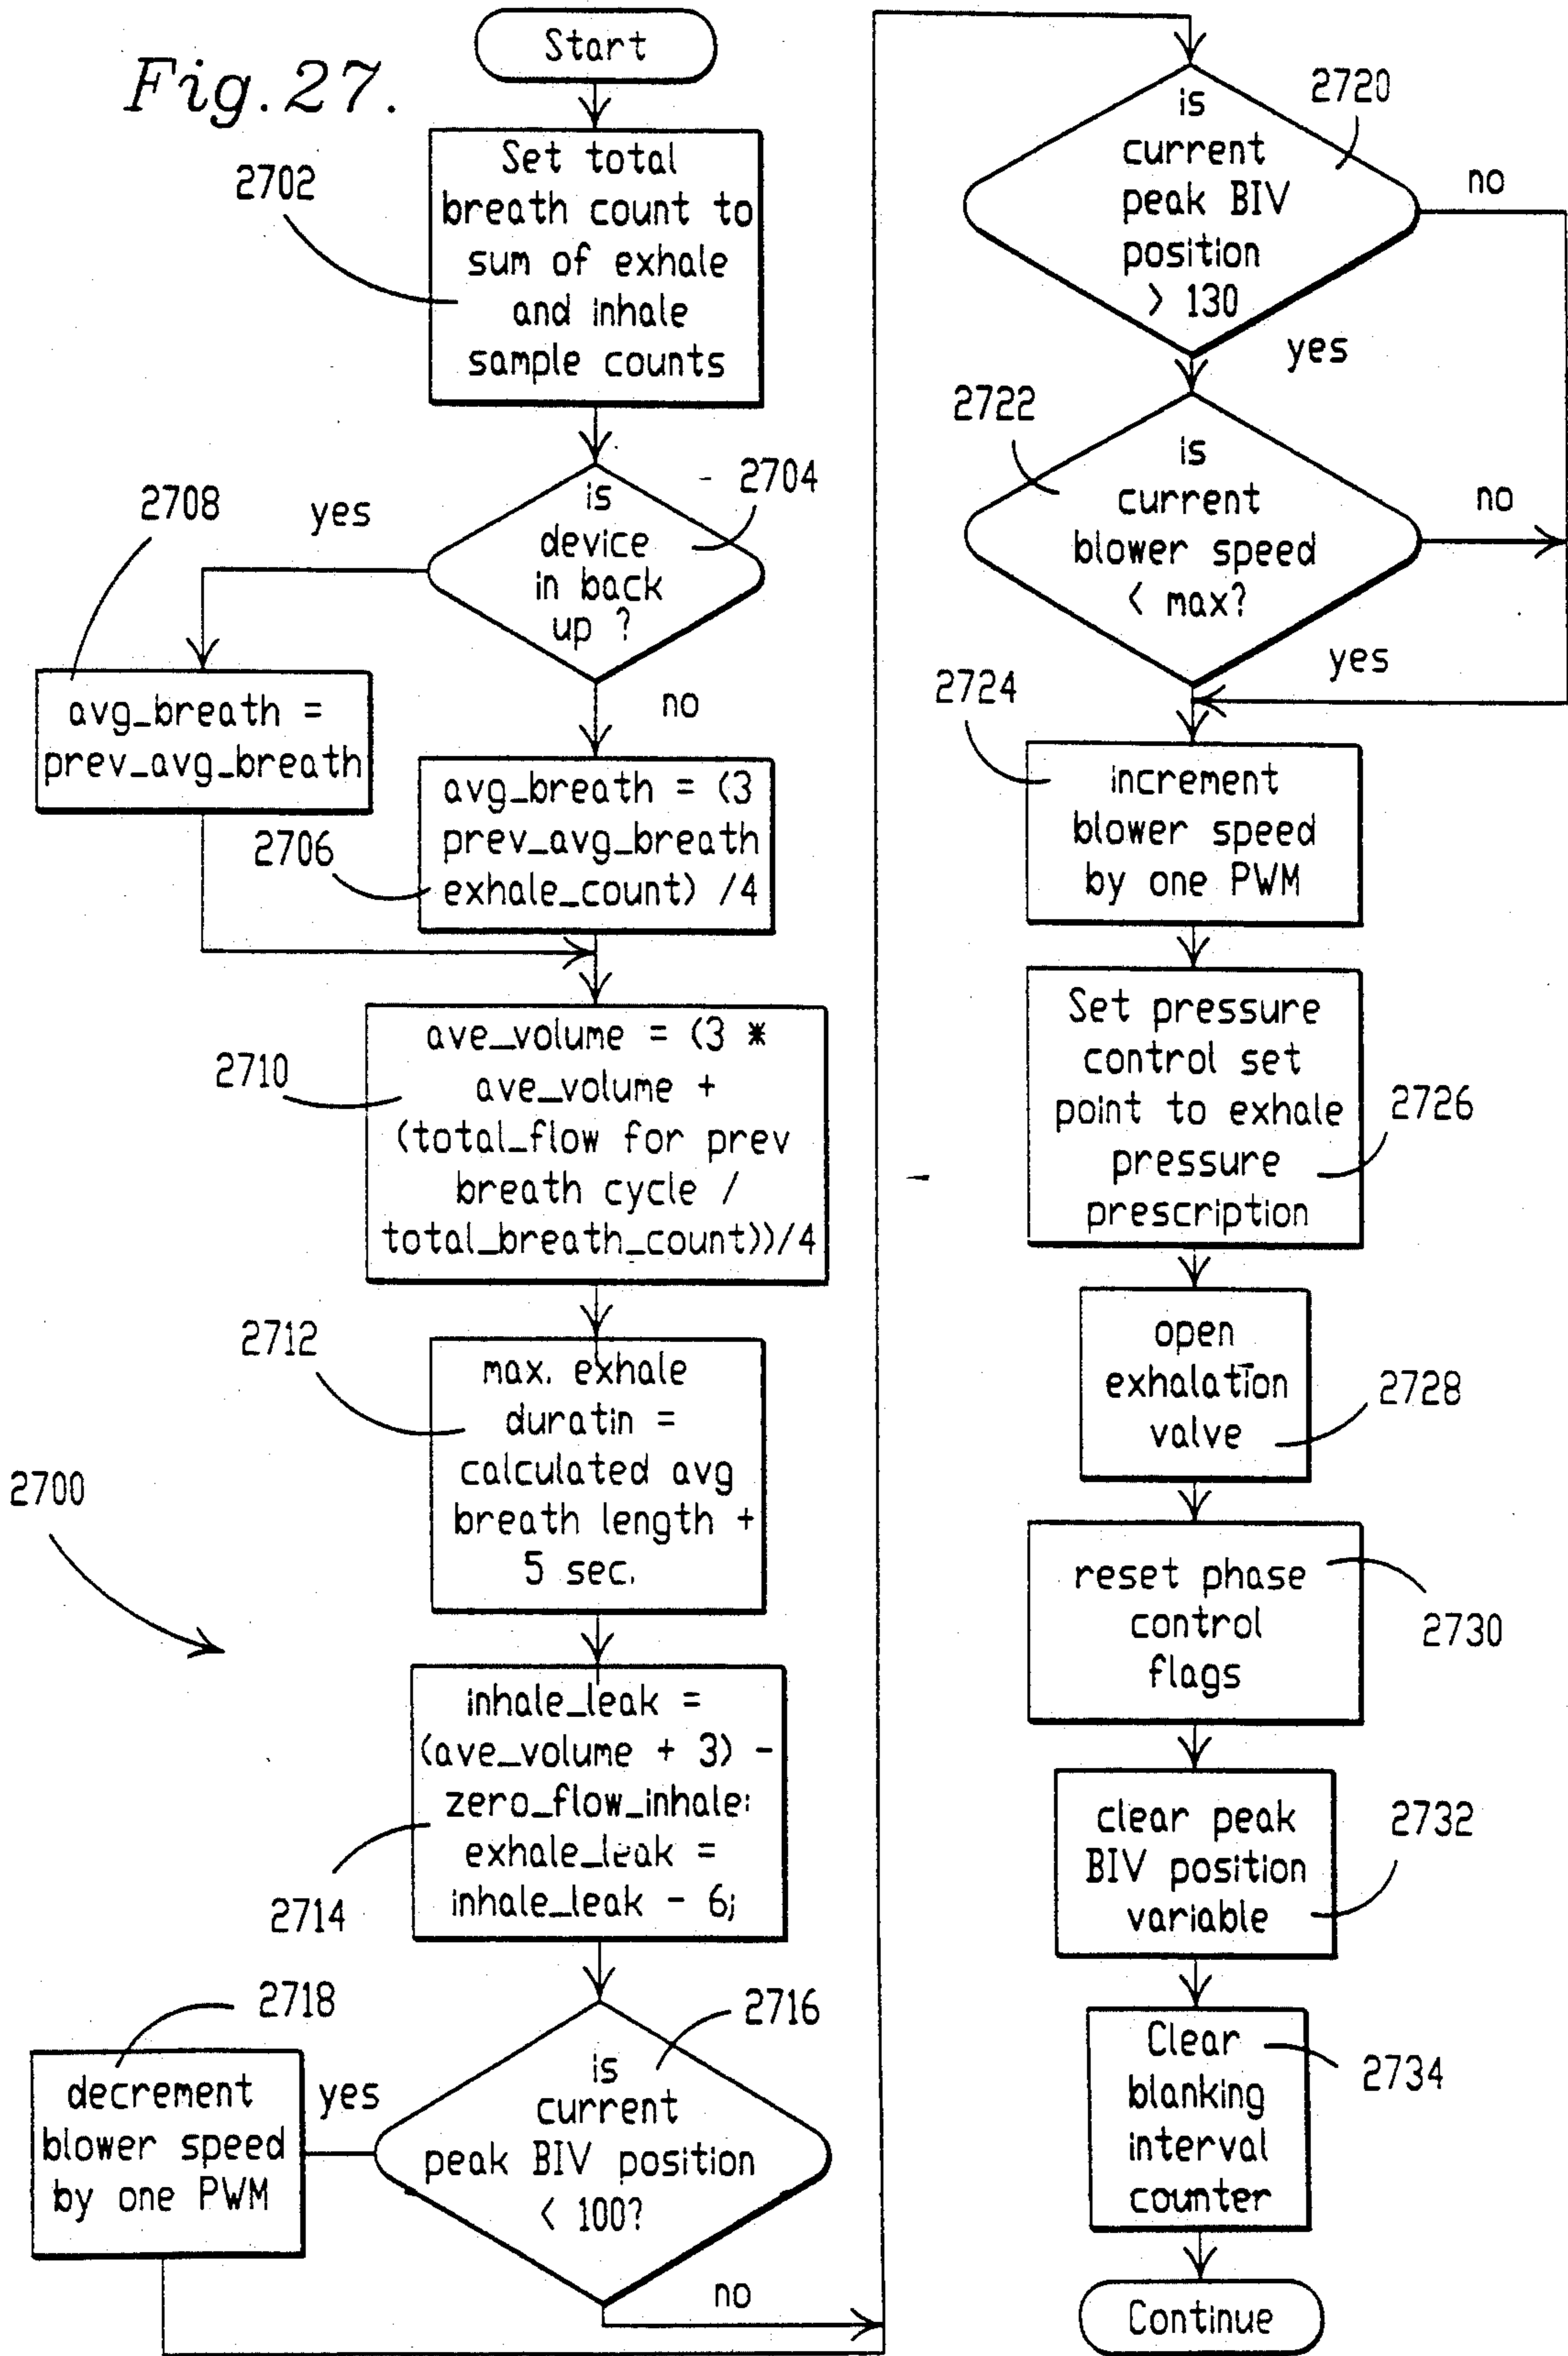 Fig. 27.
Start
2702
Set total
breath count to
sum of exhale
and inhale
sample counts
2704
is
device
in back
up ?
yes
no
2708
avg_breath =
prev_avg_breath
2706
avg_breath = (3
prev_avg_breath
exhale_count) /4
2710
ave_volume = (3 *
ave_volume +
(total_flow for prev
breath cycle /
total_breath_count))/4
2712
max. exhale
duratin =
calculated avg
breath length +
5 sec.
2700
2714
inhale_leak =
(ave_volume + 3) -
zero_flow_inhale:
exhale_leak =
inhale_leak - 6;
2716
is
current
peak BIV position
< 100?
yes
no
2718
decrement
blower speed
by one PWM
2720
is
current
peak BIV
position
> 130
no
yes
2722
is
current
blower speed
< max?
no
yes
2724
increment
blower speed
by one PWM
Set pressure
control set
point to exhale
pressure
prescription
2726
open
exhalation
valve
2728
reset phase
control
flags
2730
clear peak
BIV position
variable
2732
Clear
blanking
interval
counter
2734
Continue